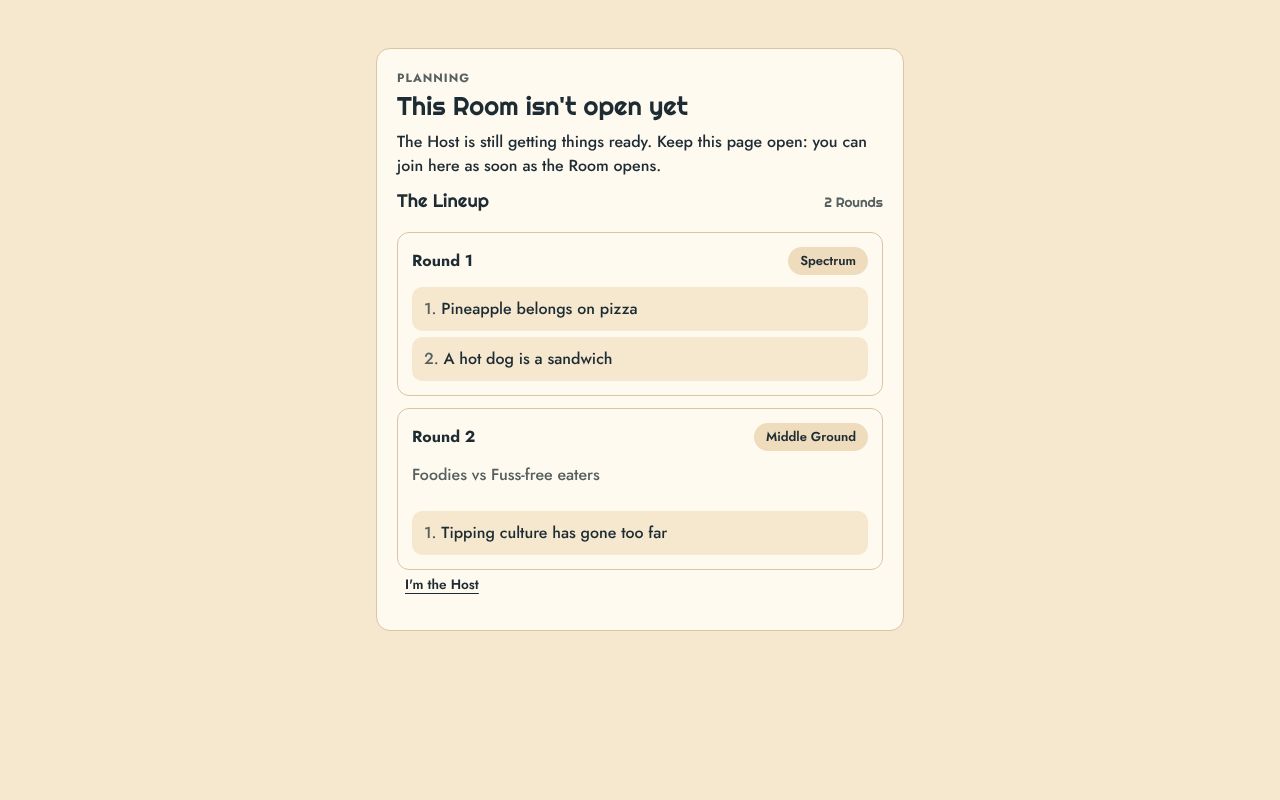 PLANNING
This Room isn't open yet
The Host is still getting things ready. Keep this page open: you can
join here as soon as the Room opens.
The Lineup
2 Rounds
Round 1
Spectrum
1. Pineapple belongs on pizza
2. A hot dog is a sandwich
Round 2
Middle Ground
Foodies vs Fuss-free eaters
1. Tipping culture has gone too far
I'm the Host